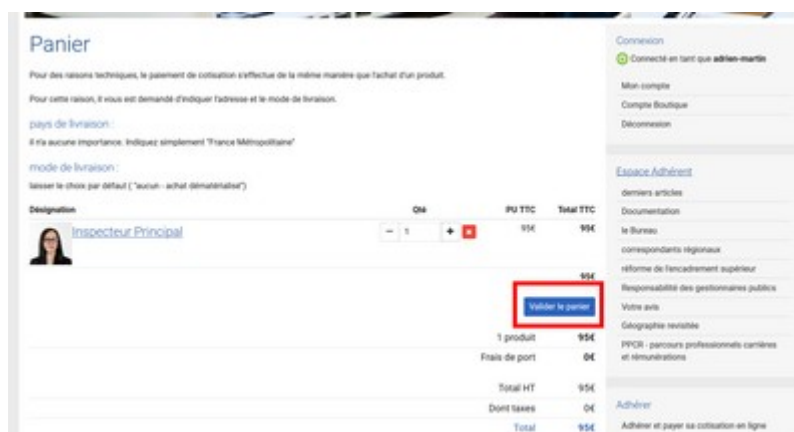 Panier
Pour des raisons techniques, le paiement de cotisation s'effectue de la même manière que l'achat d'un produit.
Pour cette raison, il vous est demandé d'indiquer l'adresse et le mode de livraison.
pays de livraison :
il n'a aucune importance. Indiquez simplement "France Métropolitaine"
mode de livraison :
laisser le choix par défaut ( "aucun - achat dématérialisé")
Désignation Qté PU TTC Total TTC
Inspecteur Principal − 1 + 95€ 95€
95€
Valider le panier
1 produit 95€
Frais de port 0€
Total HT 95€
Dont taxes 0€
Total 95€
Connexion
Connecté en tant que adrien-martin
Mon compte
Compte Boutique
Déconnexion
Espace Adhérent
derniers articles
Documentation
le Bureau
correspondants régionaux
réforme de l'encadrement supérieur
Responsabilité des gestionnaires publics
Votre avis
Géographie revisitée
PPCR - parcours professionnels carrières
et rémunérations
Adhérer
Adhérer et payer sa cotisation en ligne